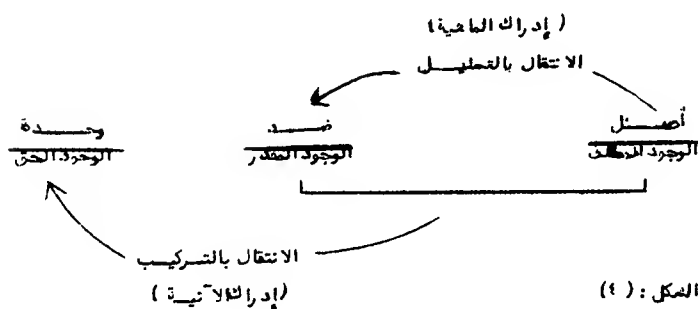 (إدراك الماهية)
الانتقال بالتحليل
أصل ضد وحدة
الوجود المطلق الوجود المقدر الوجود الحق
الانتقال بالتركيب
(إدراك الآنية)
الشكل : (٤)